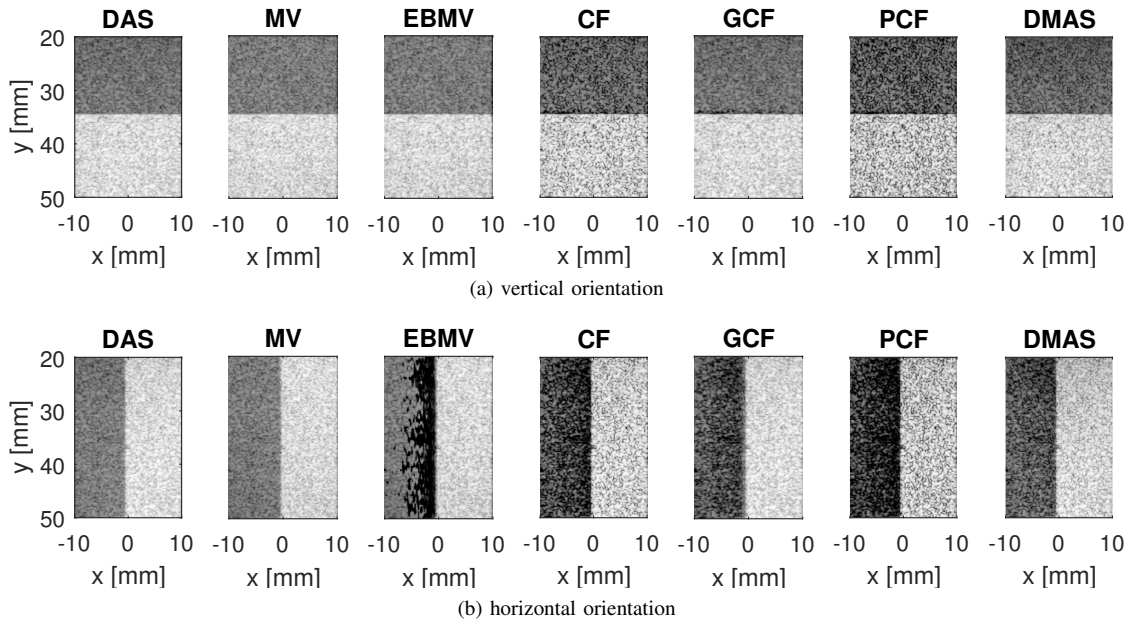 DAS MV EBMV CF GCF PCF DMAS
20
30
40
50
y [mm]
-10 0 10 -10 0 10 -10 0 10 -10 0 10 -10 0 10 -10 0 10 -10 0 10
x [mm] x [mm] x [mm] x [mm] x [mm] x [mm] x [mm]
(a) vertical orientation
DAS MV EBMV CF GCF PCF DMAS
20
30
40
50
y [mm]
-10 0 10 -10 0 10 -10 0 10 -10 0 10 -10 0 10 -10 0 10 -10 0 10
x [mm] x [mm] x [mm] x [mm] x [mm] x [mm] x [mm]
(b) horizontal orientation